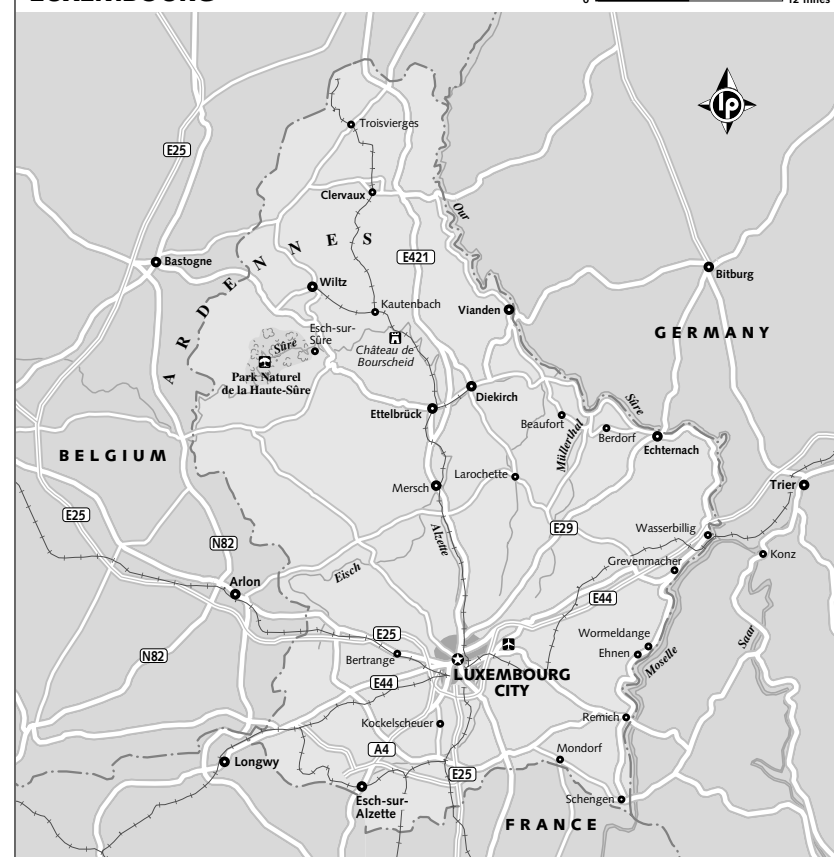 LUXEMBOURG
0 12 miles
Troisvierges
E25
Clervaux
Our
ARDENNES
E421
Bastogne
Bitburg
Wiltz
Kautenbach
Vianden
GERMANY
Esch-sur-
Sûre
Sûre
Château de
Bourscheid
Park Naturel
de la Haute-Sûre
Diekirch
Ettelbrück
Sûre
Beaufort
Müllerthal
Berdorf
Echternach
BELGIUM
Larochette
Mersch
Trier
E25
Alzette
E29
Wasserbillig
N82
Konz
Eisch
Grevenmacher
Arlon
E44
E25
Wormeldange
Saar
Ehnen
Moselle
N82
Bertrange
LUXEMBOURG
CITY
E44
Kockelscheuer
Remich
A4
Mondorf
Longwy
E25
Esch-sur-
Alzette
Schengen
FRANCE
lp